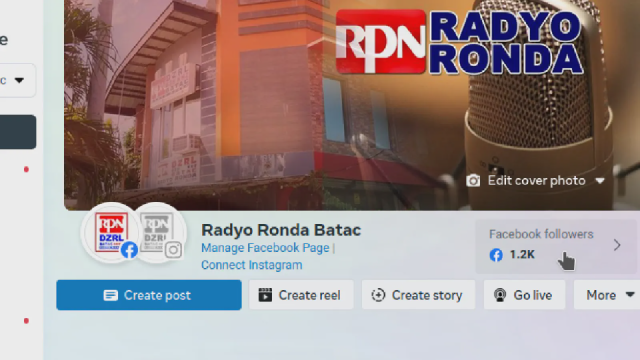 RPN RADYO
RONDA
e
c
Edit cover photo
RPN
DZRL
RPN
DZRL
Radyo Ronda Batac
Manage Facebook Page |
Connect Instagram
Facebook followers
1.2K
Create post
Create reel
Create story
Go live
More